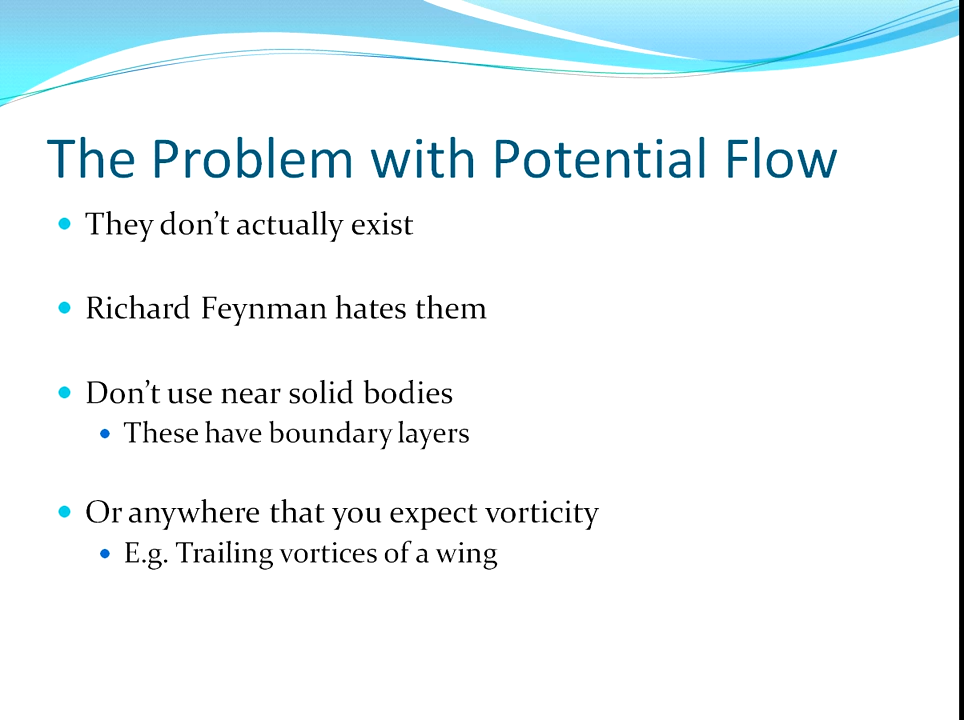 The Problem with Potential Flow
They don’t actually exist
Richard Feynman hates them
Don’t use near solid bodies
These have boundary layers
Or anywhere that you expect vorticity
E.g. Trailing vortices of a wing